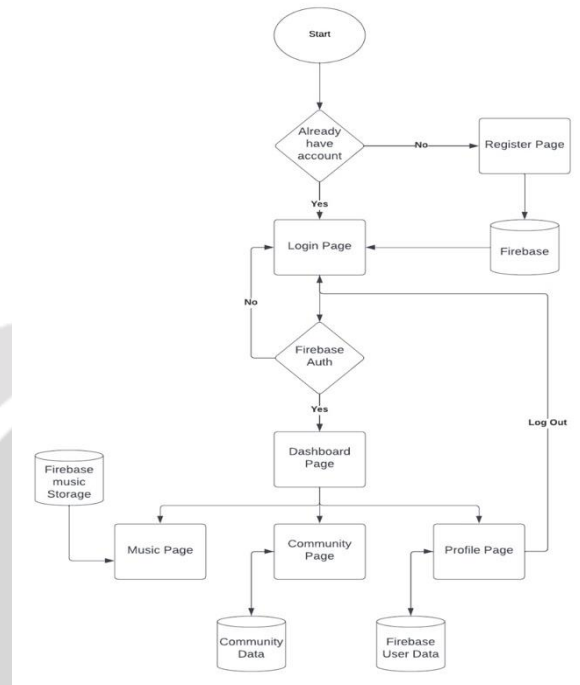 Start
Already
have
account
No
Register Page
Yes
Login Page
Firebase
No
Firebase
Auth
Yes
Log Out
Dashboard
Page
Firebase
music
Storage
Music Page
Community
Page
Profile Page
Community
Data
Firebase
User Data